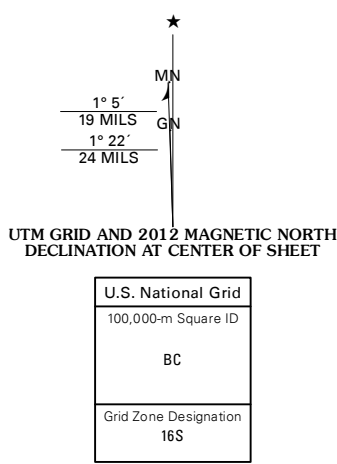 ★
MN
1° 5´
19 MILS
GN
1° 22´
24 MILS
UTM GRID AND 2012 MAGNETIC NORTH
DECLINATION AT CENTER OF SHEET
U.S. National Grid
100,000-m Square ID
BC
Grid Zone Designation
16S